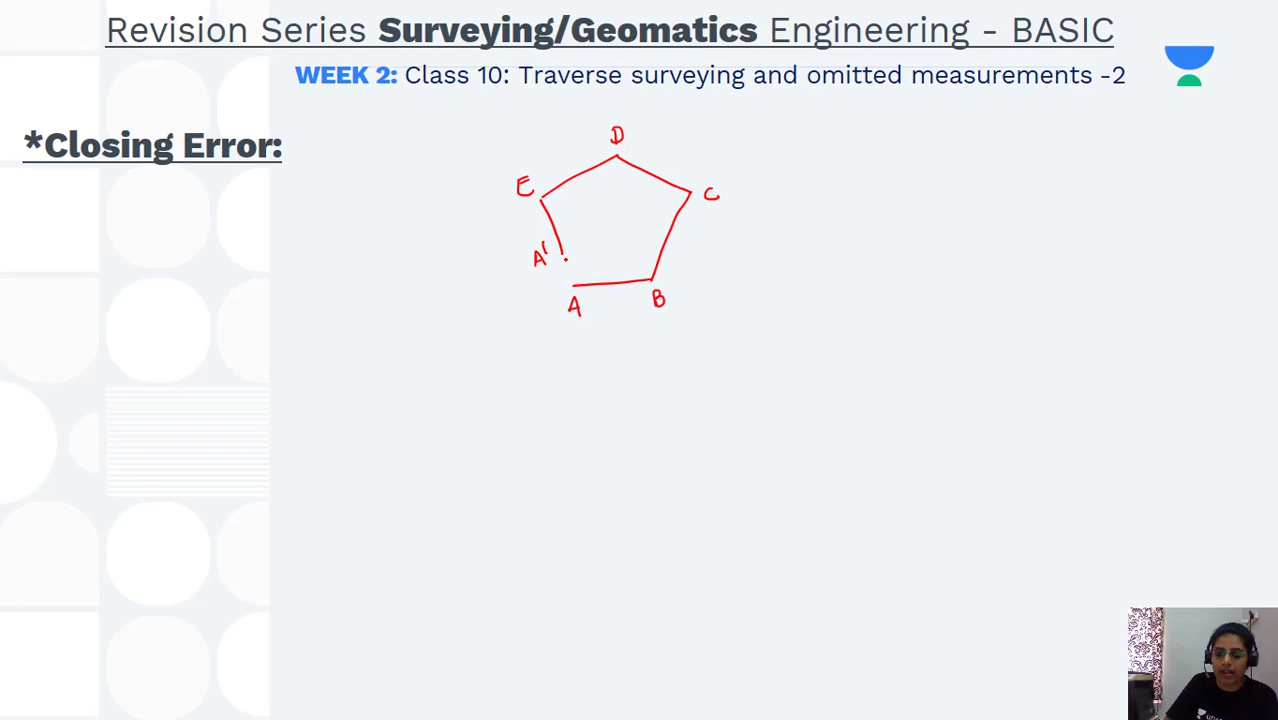 Revision Series Surveying/Geomatics Engineering - BASIC
WEEK 2: Class 10: Traverse surveying and omitted measurements -2
*Closing Error:
D
E
C
A'
A
B